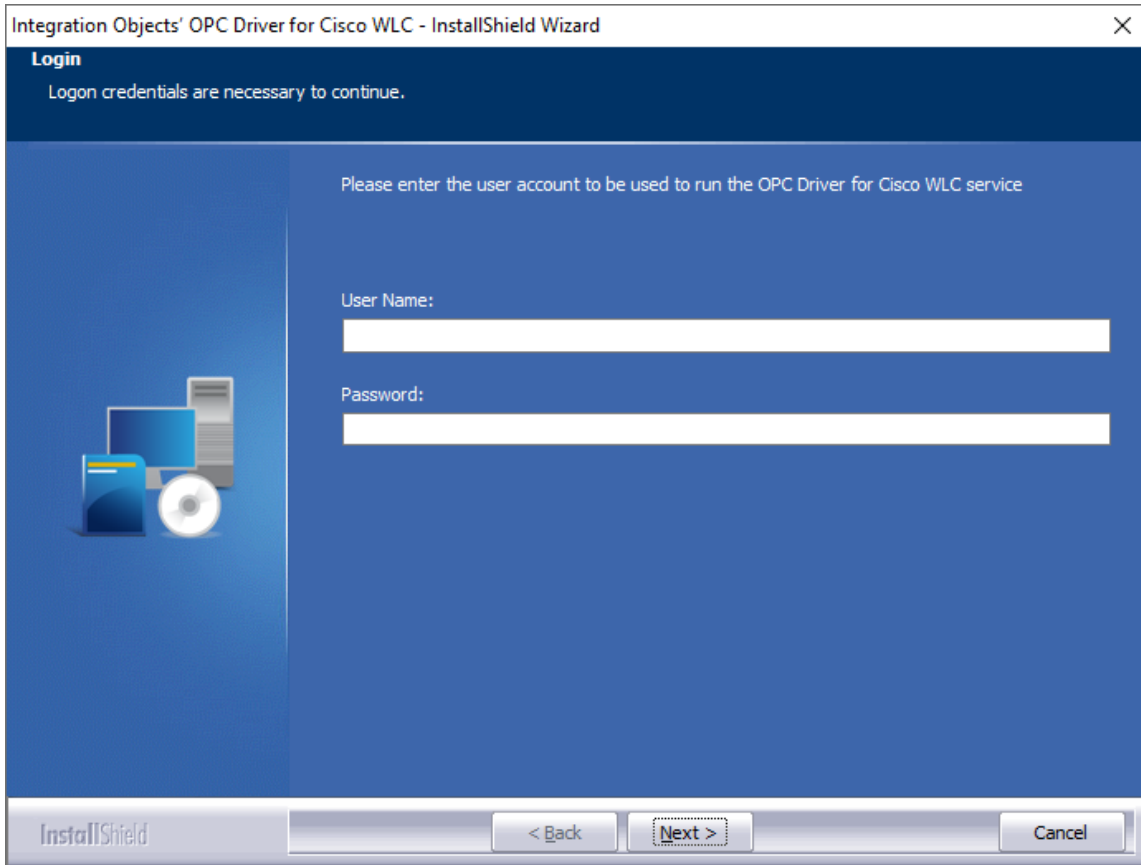 Integration Objects' OPC Driver for Cisco WLC - InstallShield Wizard
Login
Logon credentials are necessary to continue.
Please enter the user account to be used to run the OPC Driver for Cisco WLC service
User Name:
Password:
InstallShield
< Back
Next >
Cancel